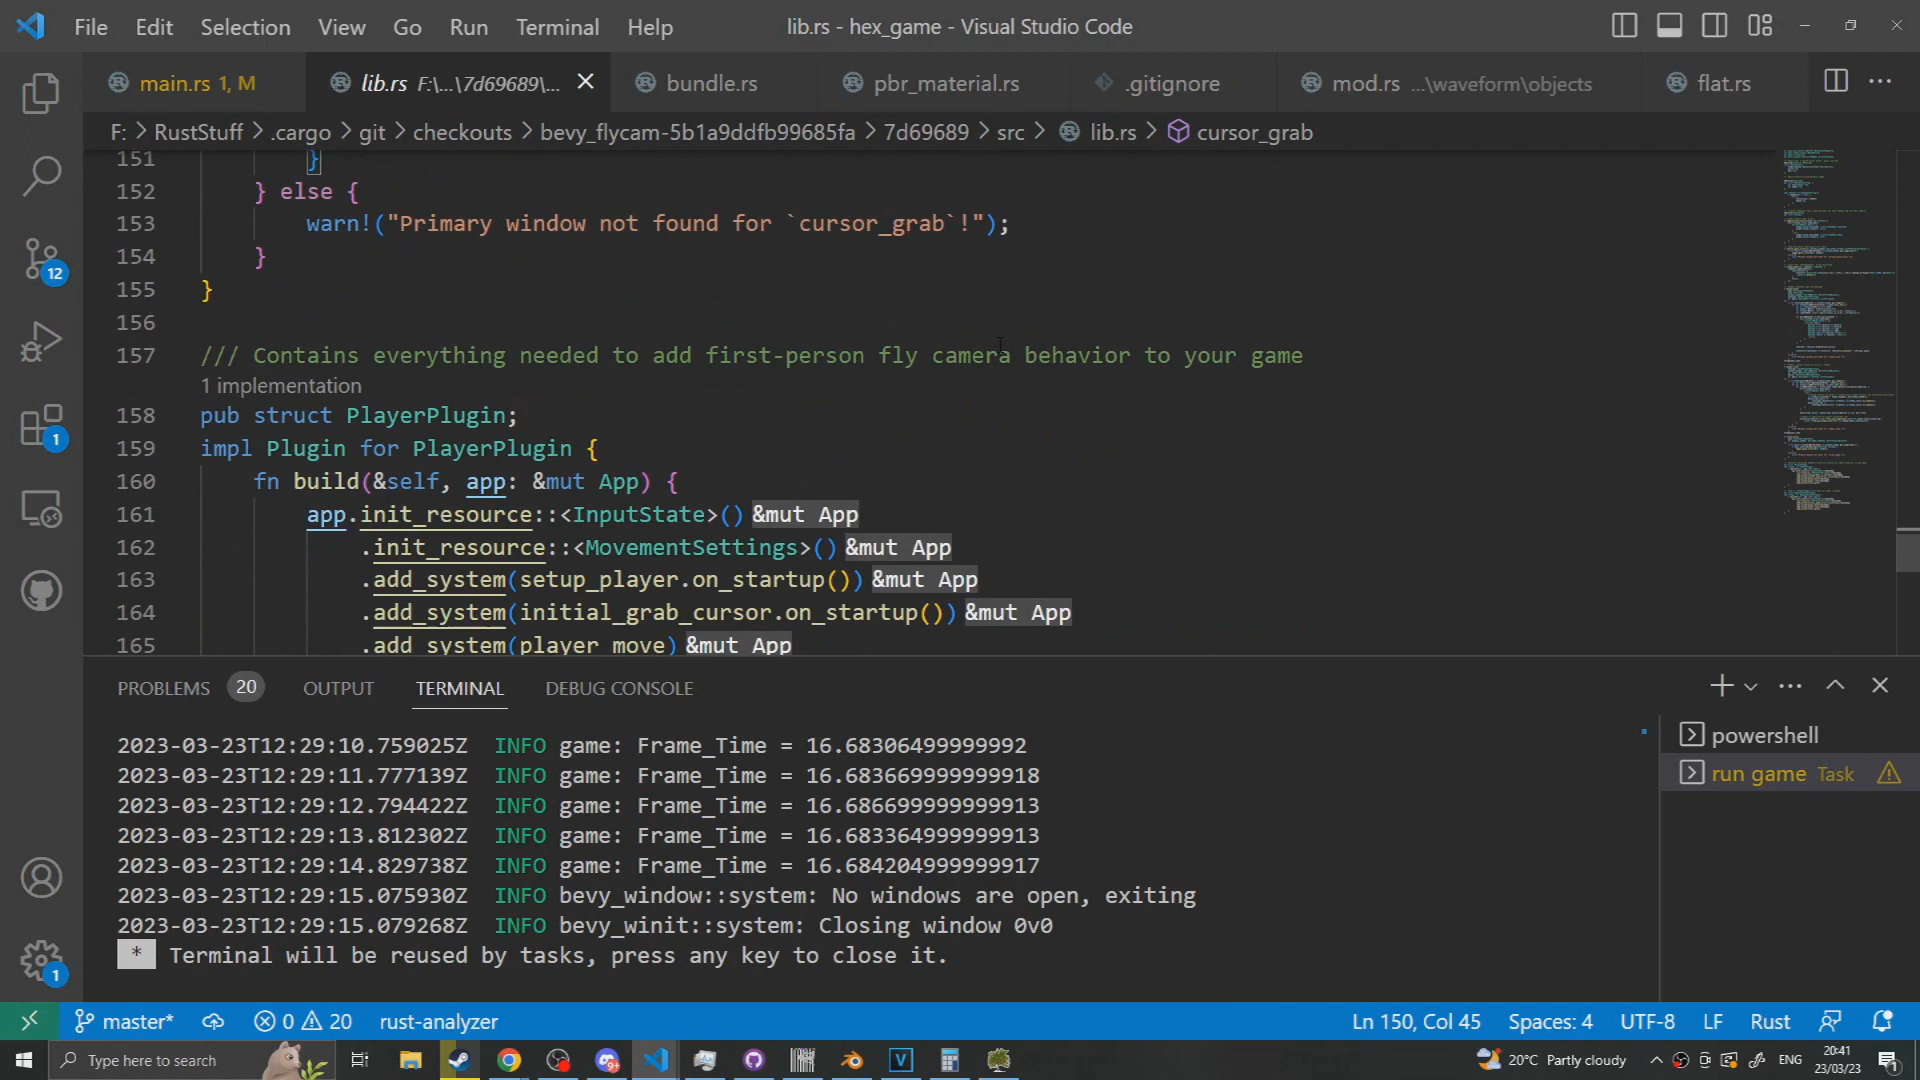 File Edit Selection View Go Run Terminal Help
lib.rs - hex_game - Visual Studio Code
main.rs 1, M
lib.rs F:\...\7d69689\...
bundle.rs
pbr_material.rs
.gitignore
mod.rs ...\waveform\objects
flat.rs
F: > RustStuff > .cargo > git > checkouts > bevy_flycam-5b1a9ddfb99685fa > 7d69689 > src > lib.rs > cursor_grab
151 }
152 } else {
153 warn!("Primary window not found for `cursor_grab`!");
154 }
155 }
156
157 /// Contains everything needed to add first-person fly camera behavior to your game
1 implementation
158 pub struct PlayerPlugin;
159 impl Plugin for PlayerPlugin {
160 fn build(&self, app: &mut App) {
161 app.init_resource::<InputState>() &mut App
162 .init_resource::<MovementSettings>() &mut App
163 .add_system(setup_player.on_startup()) &mut App
164 .add_system(initial_grab_cursor.on_startup()) &mut App
165 .add_system(player_move) &mut App
12
1
1
PROBLEMS 20 OUTPUT TERMINAL DEBUG CONSOLE
2023-03-23T12:29:10.759025Z INFO game: Frame_Time = 16.68306499999992
2023-03-23T12:29:11.777139Z INFO game: Frame_Time = 16.683669999999918
2023-03-23T12:29:12.794422Z INFO game: Frame_Time = 16.686699999999913
2023-03-23T12:29:13.812302Z INFO game: Frame_Time = 16.683364999999913
2023-03-23T12:29:14.829738Z INFO game: Frame_Time = 16.684204999999917
2023-03-23T12:29:15.075930Z INFO bevy_window::system: No windows are open, exiting
2023-03-23T12:29:15.079268Z INFO bevy_winit::system: Closing window 0v0
* Terminal will be reused by tasks, press any key to close it.
powershell
run game Task
master* 0 20 rust-analyzer
Ln 150, Col 45 Spaces: 4 UTF-8 LF Rust
Type here to search
9+
V
20°C Partly cloudy
ENG
20:41
23/03/23
1